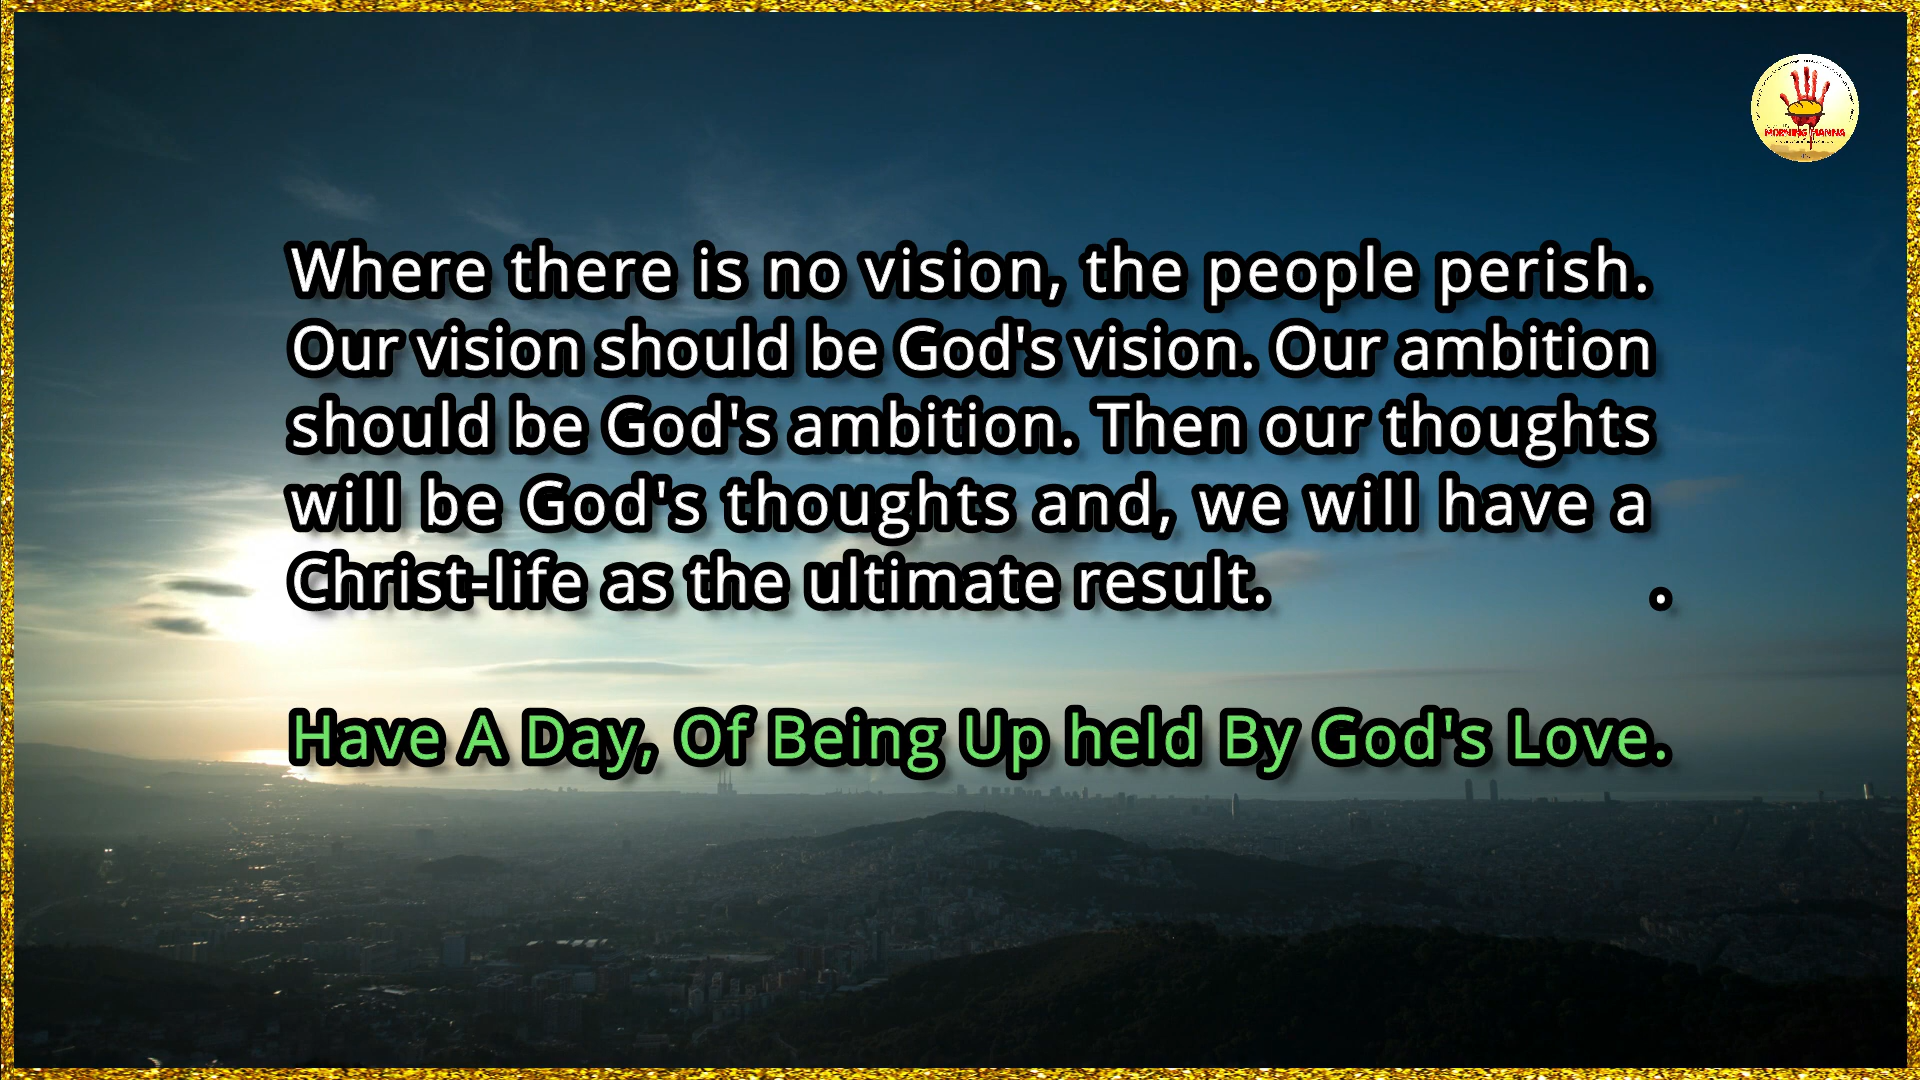 MORNING MANNA
Where there is no vision, the people perish.
Our vision should be God's vision. Our ambition
should be God's ambition. Then our thoughts
will be God's thoughts and, we will have a
Christ-life as the ultimate result. .
Have A Day, Of Being Up held By God's Love.